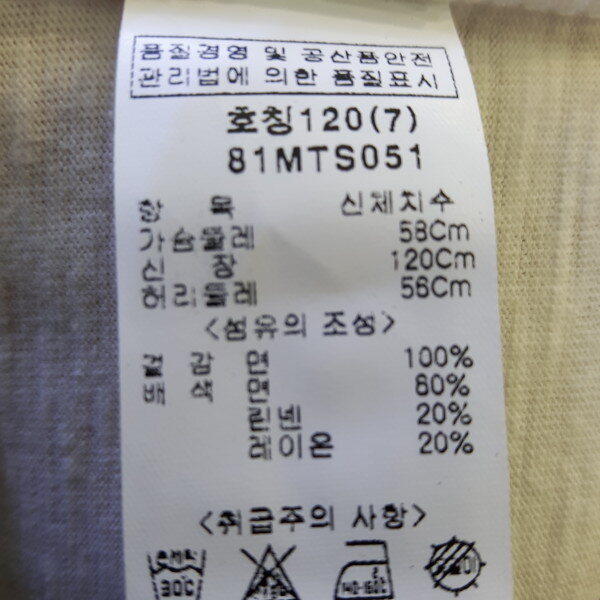 품질경영 및 공산품안전
관리법에 의한 품질표시
호칭120(7)
81MTS051
항 목 신체치수
가슴둘레 58Cm
신 장 120Cm
허리둘레 56Cm
<섬유의 조성>
겉 감 면 100%
배 색 면 60%
린넨 20%
레이온 20%
<취급주의 사항>
30℃
140-160℃